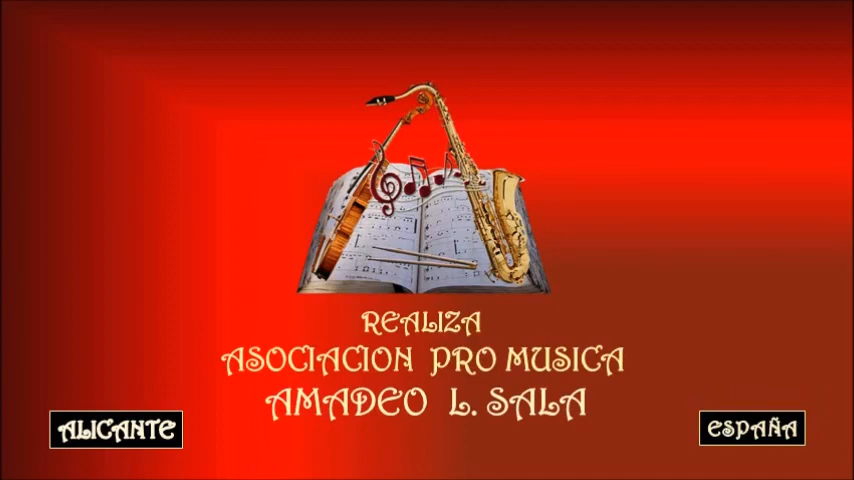 REALIZA
ASOCIACION PRO MUSICA
AMADEO L. SALA
ALICANTE
ESPAÑA